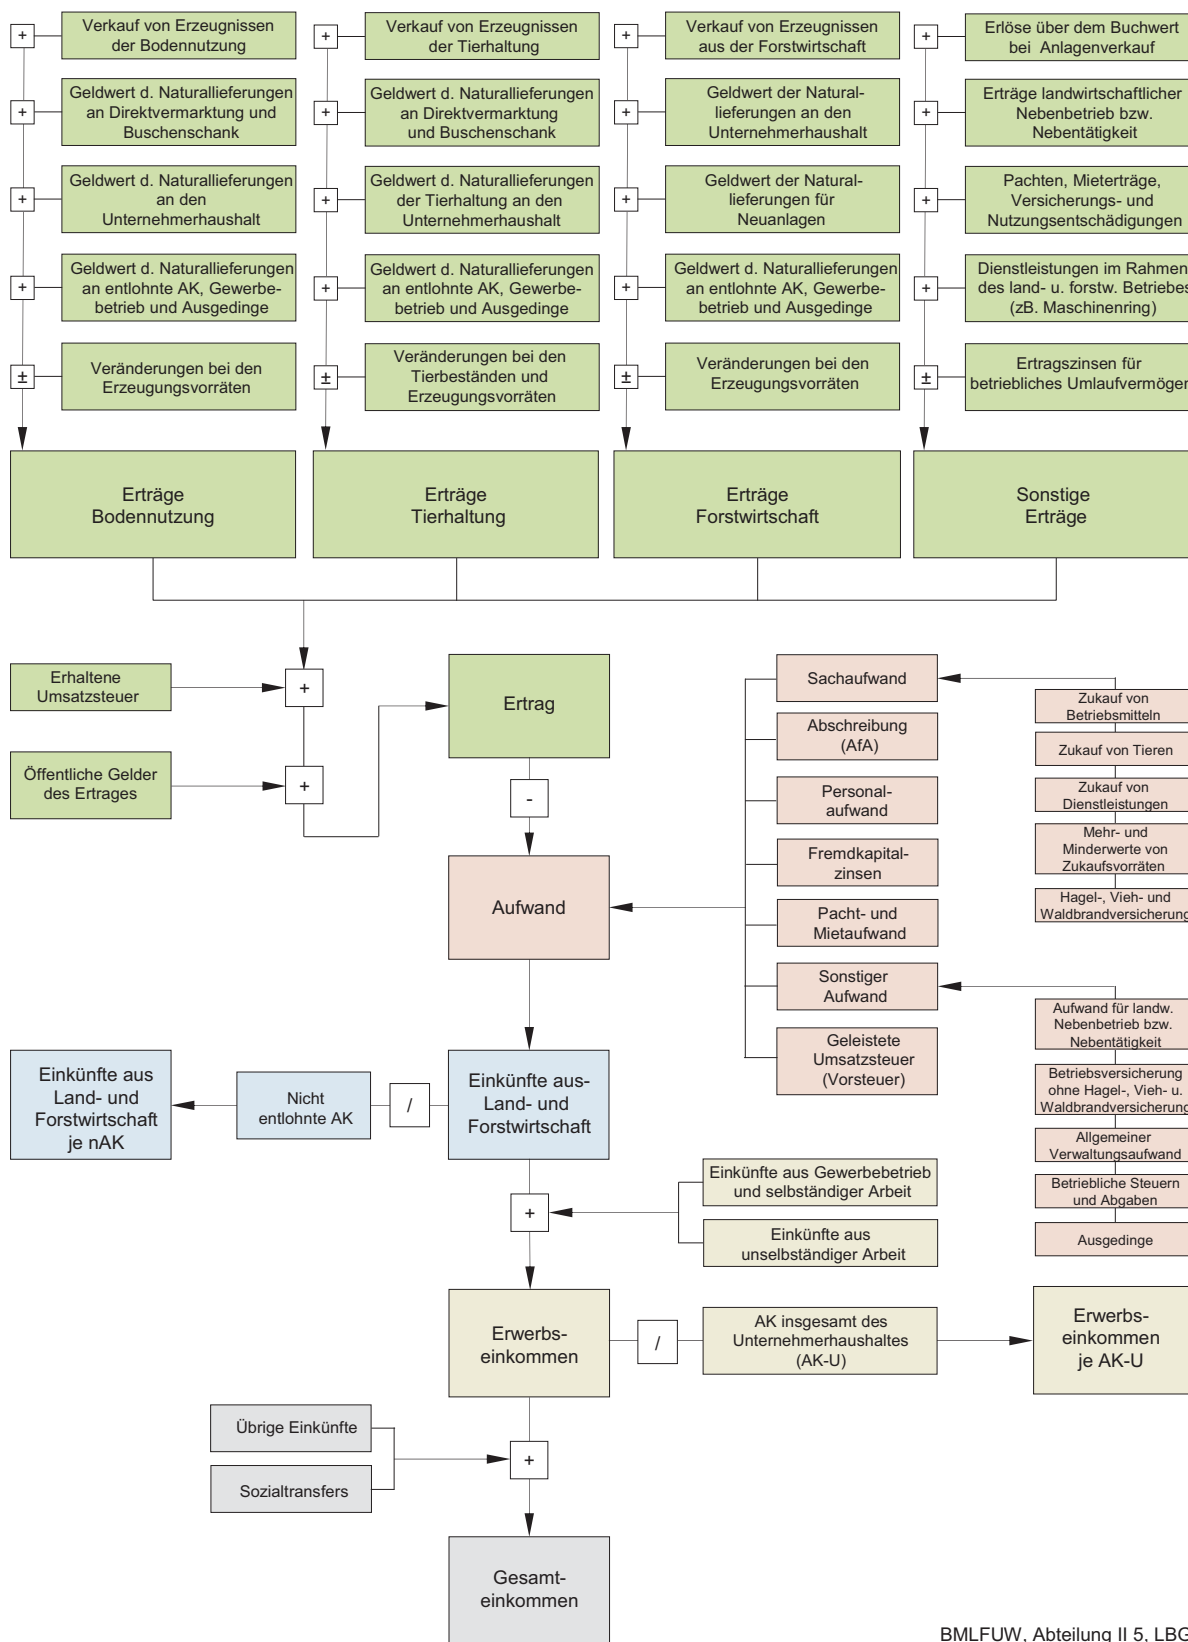 +
Verkauf von Erzeugnissen
der Bodennutzung
+
Geldwert d. Naturallieferungen
an Direktvermarktung und
Buschenschank
+
Geldwert d. Naturallieferungen
an den
Unternehmerhaushalt
+
Geldwert d. Naturallieferungen
an entlohnte AK, Gewerbe-
betrieb und Ausgedinge
±
Veränderungen bei den
Erzeugungsvorräten
Erträge
Bodennutzung
+
Verkauf von Erzeugnissen
der Tierhaltung
+
Geldwert d. Naturallieferungen
an Direktvermarktung
und Buschenschank
+
Geldwert d. Naturallieferungen
der Tierhaltung an den
Unternehmerhaushalt
+
Geldwert d. Naturallieferungen
an entlohnte AK, Gewerbe-
betrieb und Ausgedinge
±
Veränderungen bei den
Tierbeständen und
Erzeugungsvorräten
Erträge
Tierhaltung
+
Verkauf von Erzeugnissen
aus der Forstwirtschaft
+
Geldwert der Natural-
lieferungen an den
Unternehmerhaushalt
+
Geldwert der Natural-
lieferungen für
Neuanlagen
+
Geldwert d. Naturallieferungen
an entlohnte AK, Gewerbe-
betrieb und Ausgedinge
±
Veränderungen bei den
Erzeugungsvorräten
Erträge
Forstwirtschaft
+
Erlöse über dem Buchwert
bei Anlagenverkauf
+
Erträge landwirtschaftlicher
Nebenbetrieb bzw.
Nebentätigkeit
+
Pachten, Mieterträge,
Versicherungs- und
Nutzungsentschädigungen
+
Dienstleistungen im Rahmen
des land- u. forstw. Betriebes
(zB. Maschinenring)
±
Ertragszinsen für
betriebliches Umlaufvermögen
Sonstige
Erträge
Erhaltene
Umsatzsteuer
+
Öffentliche Gelder
des Ertrages
+
Ertrag
-
Aufwand
Sachaufwand
Abschreibung
(AfA)
Personal-
aufwand
Fremdkapital-
zinsen
Pacht- und
Mietaufwand
Sonstiger
Aufwand
Geleistete
Umsatzsteuer
(Vorsteuer)
Zukauf von
Betriebsmitteln
Zukauf von Tieren
Zukauf von
Dienstleistungen
Mehr- und
Minderwerte von
Zukaufsvorräten
Hagel-, Vieh- und
Waldbrandversicherung
Aufwand für landw.
Nebenbetrieb bzw.
Nebentätigkeit
Betriebsversicherung
ohne Hagel-, Vieh- u.
Waldbrandversicherung
Allgemeiner
Verwaltungsaufwand
Betriebliche Steuern
und Abgaben
Ausgedinge
Einkünfte aus
Land- und
Forstwirtschaft
je nAK
Nicht
entlohnte AK
/
Einkünfte aus-
Land- und
Forstwirtschaft
+
Einkünfte aus Gewerbebetrieb
und selbständiger Arbeit
Einkünfte aus
unselbständiger Arbeit
Erwerbs-
einkommen
/
AK insgesamt des
Unternehmerhaushaltes
(AK-U)
Erwerbs-
einkommen
je AK-U
Übrige Einkünfte
Sozialtransfers
+
Gesamt-
einkommen
BMLFUW, Abteilung II 5, LBG